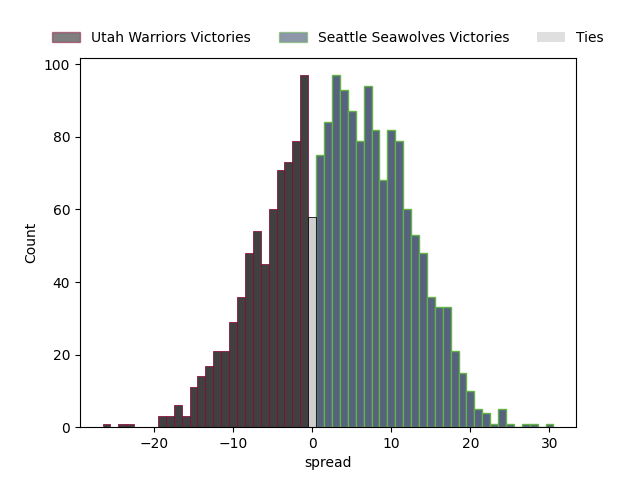 Utah Warriors Victories Seattle Seawolves Victories Ties
100
80
60
40
20
0
Count
−20 −10 0 10 20 30
spread